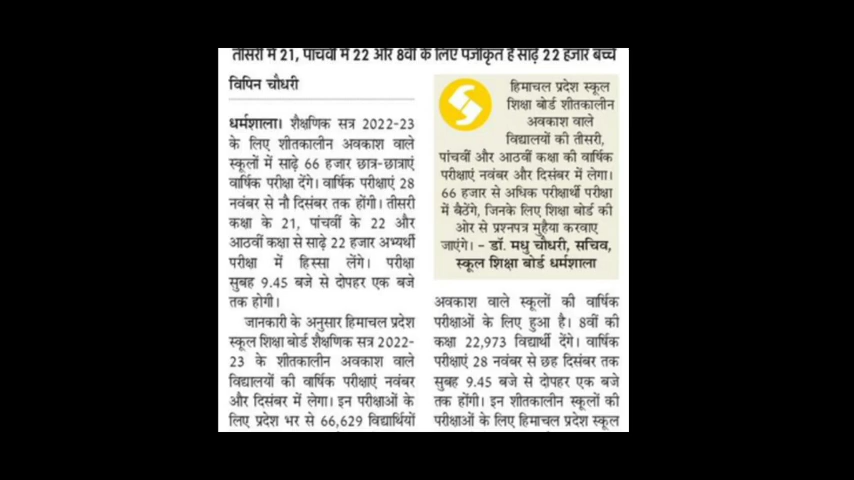 तीसरी में 21, पांचवीं में 22 और 8वीं के लिए पंजीकृत हैं साढ़े 22 हजार बच्चे
विपिन चौधरी
धर्मशाला। शैक्षणिक सत्र 2022-23
के लिए शीतकालीन अवकाश वाले
स्कूलों में साढ़े 66 हजार छात्र-छात्राएं
वार्षिक परीक्षा देंगे। वार्षिक परीक्षाएं 28
नवंबर से नौ दिसंबर तक होंगी। तीसरी
कक्षा के 21, पांचवीं के 22 और
आठवीं कक्षा से साढ़े 22 हजार अभ्यर्थी
परीक्षा में हिस्सा लेंगे। परीक्षा
सुबह 9.45 बजे से दोपहर एक बजे
तक होगी।
जानकारी के अनुसार हिमाचल प्रदेश
स्कूल शिक्षा बोर्ड शैक्षणिक सत्र 2022-
23 के शीतकालीन अवकाश वाले
विद्यालयों की वार्षिक परीक्षाएं नवंबर
और दिसंबर में लेगा। इन परीक्षाओं के
लिए प्रदेश भर से 66,629 विद्यार्थियों
हिमाचल प्रदेश स्कूल
शिक्षा बोर्ड शीतकालीन
अवकाश वाले
विद्यालयों की तीसरी,
पांचवीं और आठवीं कक्षा की वार्षिक
परीक्षाएं नवंबर और दिसंबर में लेगा।
66 हजार से अधिक परीक्षार्थी परीक्षा
में बैठेंगे, जिनके लिए शिक्षा बोर्ड की
ओर से प्रश्नपत्र मुहैया करवाए
जाएंगे। – डॉ. मधु चौधरी, सचिव,
स्कूल शिक्षा बोर्ड धर्मशाला
अवकाश वाले स्कूलों की वार्षिक
परीक्षाओं के लिए हुआ है। 8वीं की
कक्षा 22,973 विद्यार्थी देंगे। वार्षिक
परीक्षाएं 28 नवंबर से छह दिसंबर तक
सुबह 9.45 बजे से दोपहर एक बजे
तक होंगी। इन शीतकालीन स्कूलों की
परीक्षाओं के लिए हिमाचल प्रदेश स्कूल